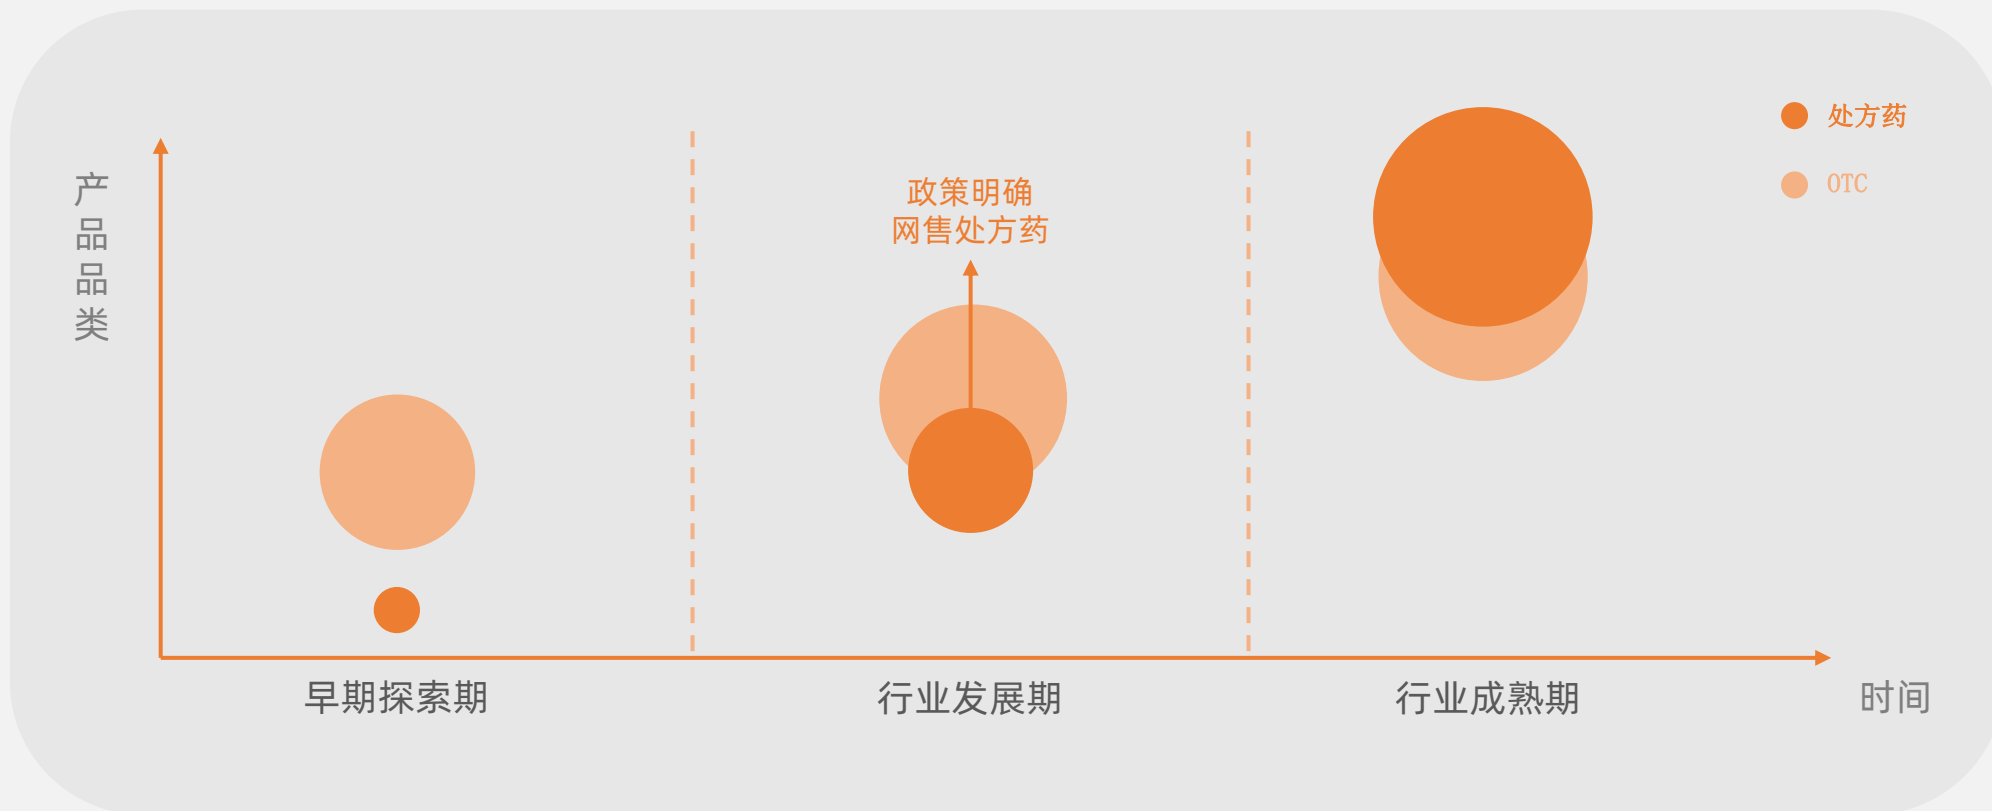 处方药
OTC
产品品类
政策明确
网售处方药
早期探索期
行业发展期
行业成熟期
时间